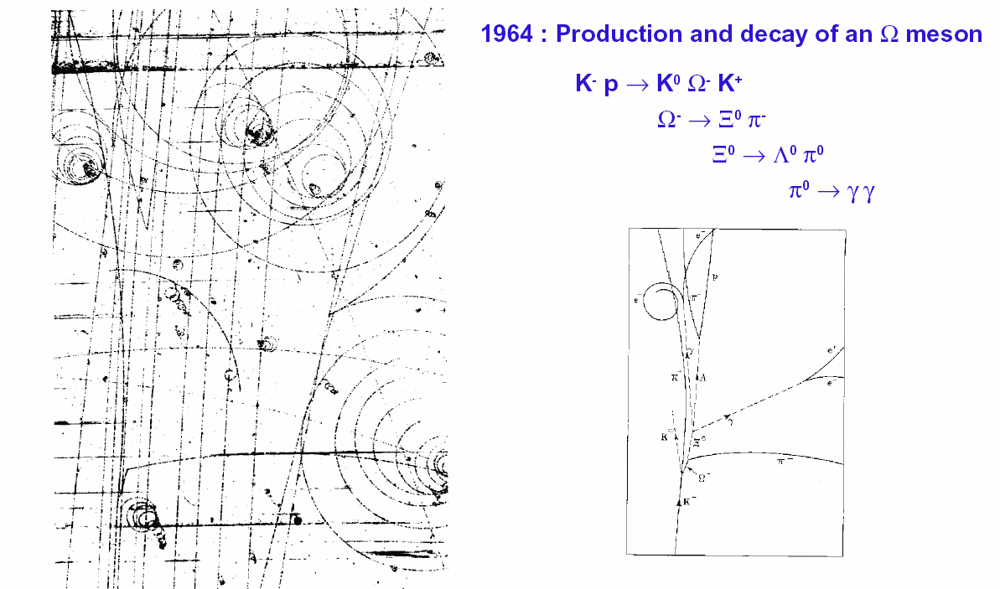 1964 : Production and decay of an Ω meson
K⁻ p → K⁰ Ω⁻ K⁺
Ω⁻ → Ξ⁰ π⁻
Ξ⁰ → Λ⁰ π⁰
π⁰ → γ γ
e⁻
p
e⁻
π⁻
γ
e⁺
e⁻
Λ
γ
Ξ⁰
π⁻
Ω⁻
K⁻